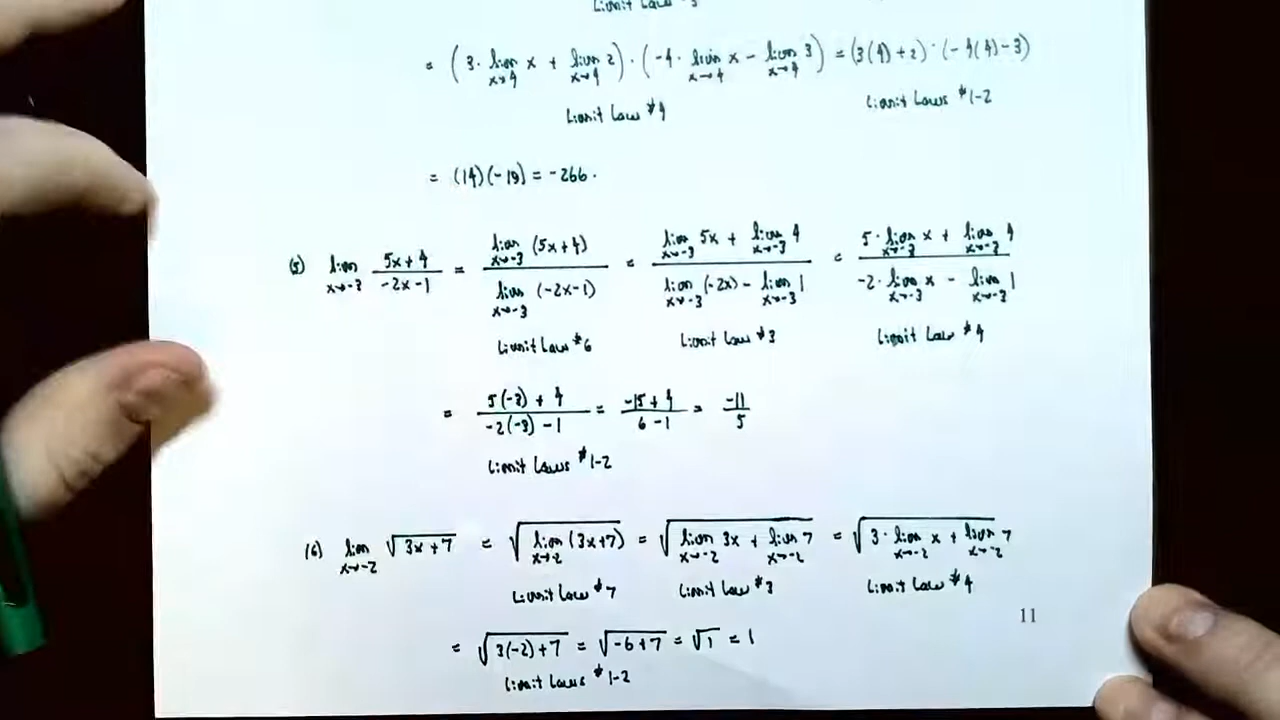 Limit Law #3
= (3 · lim x→4 x + lim x→4 2) · (-4 · lim x→4 x - lim x→4 3) = (3(4)+2) · (-4(4)-3)
Limit Law #4 Limit Laws #1-2
= (14)(-19) = -266.
(5) lim x→-3 (5x+4)/(-2x-1) = (lim x→-3 (5x+4))/(lim x→-3 (-2x-1)) = (lim x→-3 5x + lim x→-3 4)/(lim x→-3 (-2x) - lim x→-3 1) = (5 · lim x→-3 x + lim x→-3 4)/(-2 · lim x→-3 x - lim x→-3 1)
Limit Law #6 Limit Law #3 Limit Law #4
= (5(-3) + 4)/(-2(-3) - 1) = (-15+4)/(6-1) = -11/5
Limit Laws #1-2
(6) lim x→-2 √(3x+7) = √(lim x→-2 (3x+7)) = √(lim x→-2 3x + lim x→-2 7) = √(3 · lim x→-2 x + lim x→-2 7)
Limit Law #7 Limit Law #3 Limit Law #4
11
= √(3(-2)+7) = √(-6+7) = √1 = 1
Limit Laws #1-2